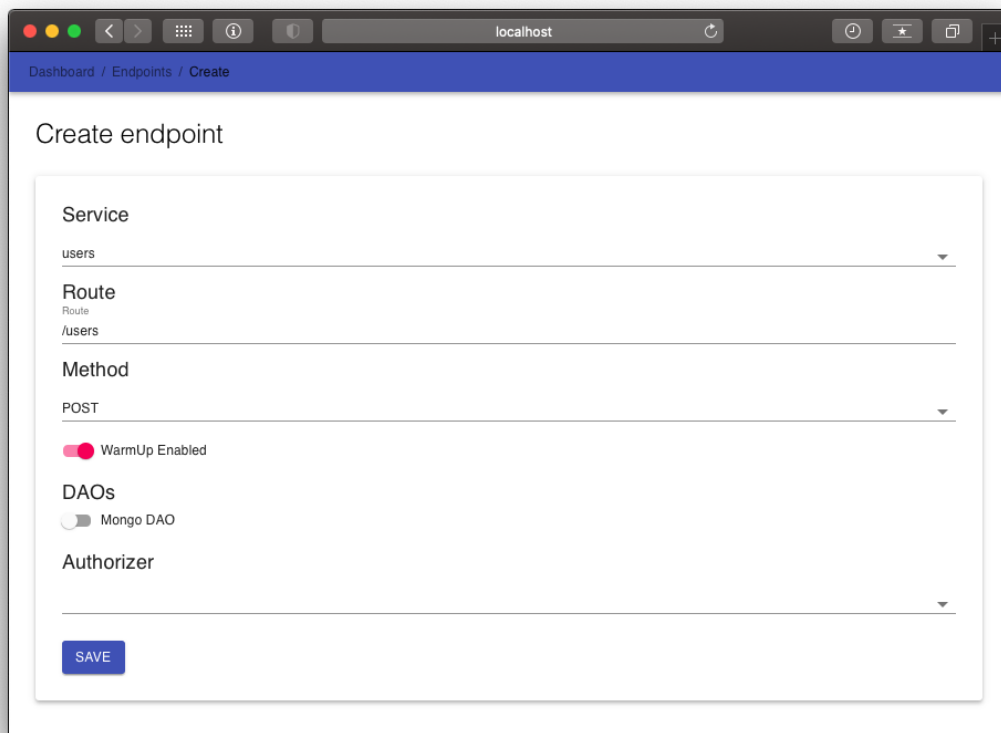 localhost
Dashboard / Endpoints / Create
Create endpoint
Service
users
Route
Route
/users
Method
POST
WarmUp Enabled
DAOs
Mongo DAO
Authorizer
SAVE